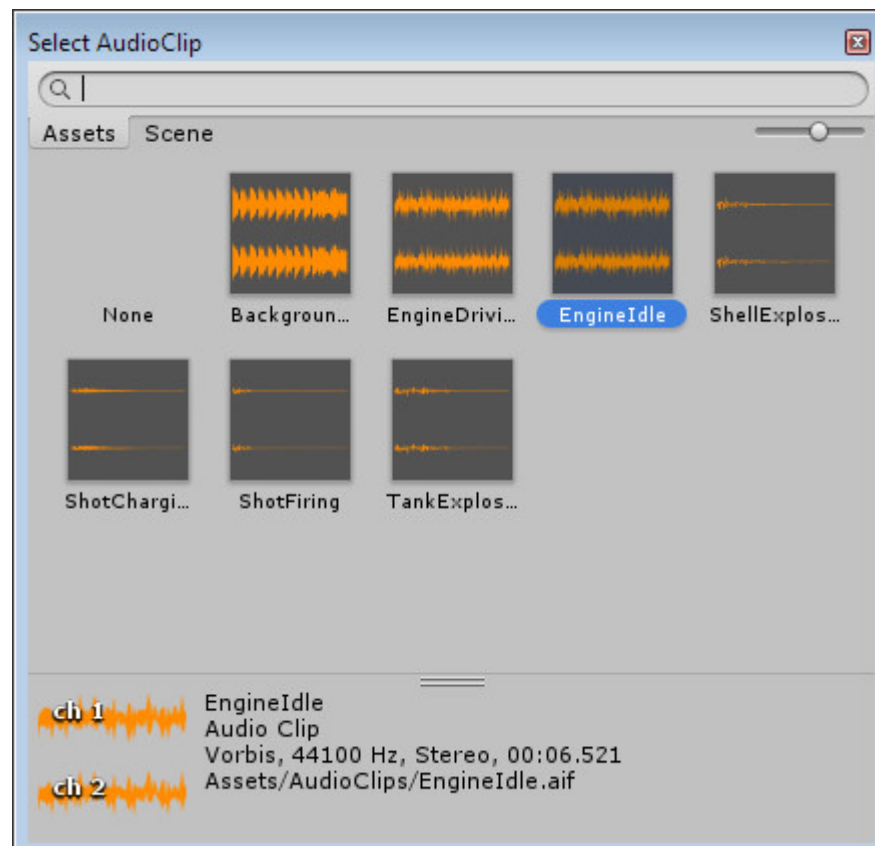 Select AudioClip
Assets Scene
None Backgroun... EngineDrivi... EngineIdle ShellExplos...
ShotChargi... ShotFiring TankExplos...
ch 1
ch 2
EngineIdle
Audio Clip
Vorbis, 44100 Hz, Stereo, 00:06.521
Assets/AudioClips/EngineIdle.aif